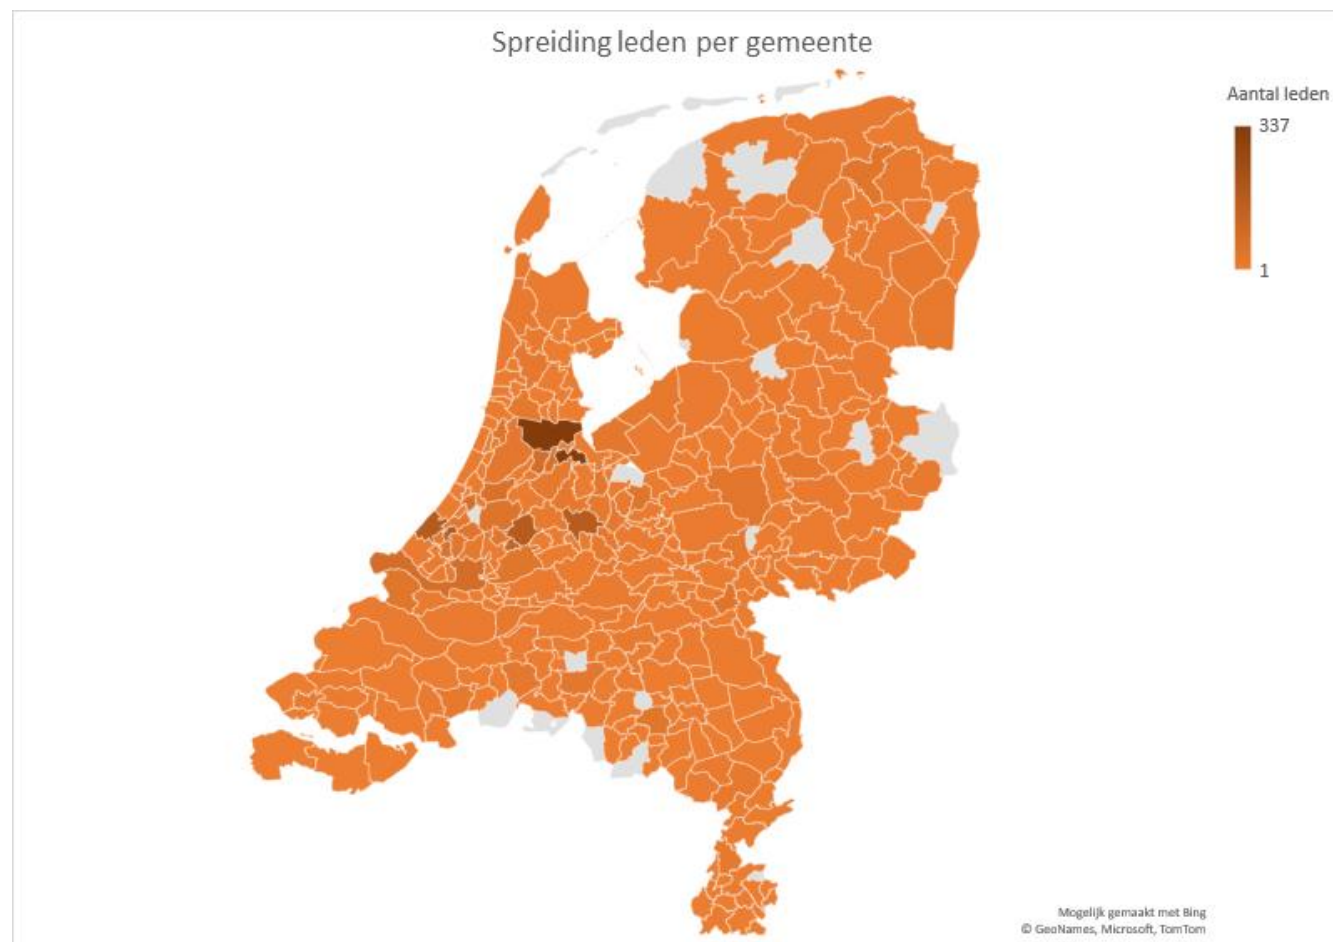 Spreiding leden per gemeente
Aantal leden
337
1
Mogelijk gemaakt met Bing
© GeoNames, Microsoft, TomTom